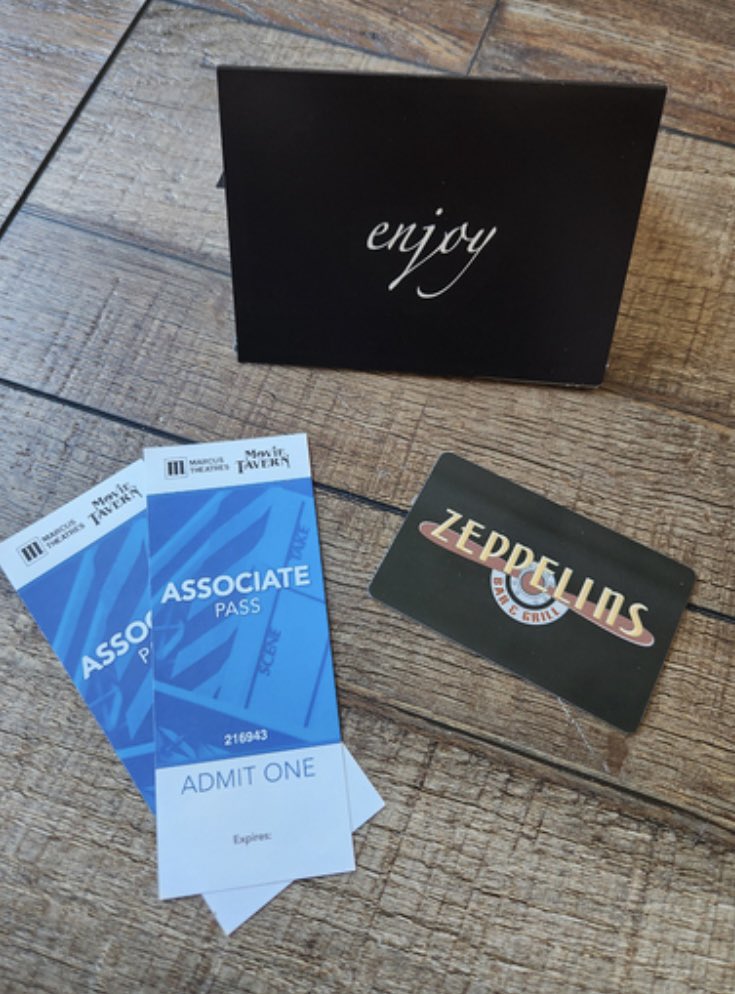 enjoy
MARCUS
THEATRES
Movie
TAVERN
ASSOCIATE
PASS
TAKE
SCENE
216943
ADMIT ONE
Expires:
MARCUS
THEATRES
Movie
TAVERN
ASSOC
P
ZEPPELINS
BAR & GRILL